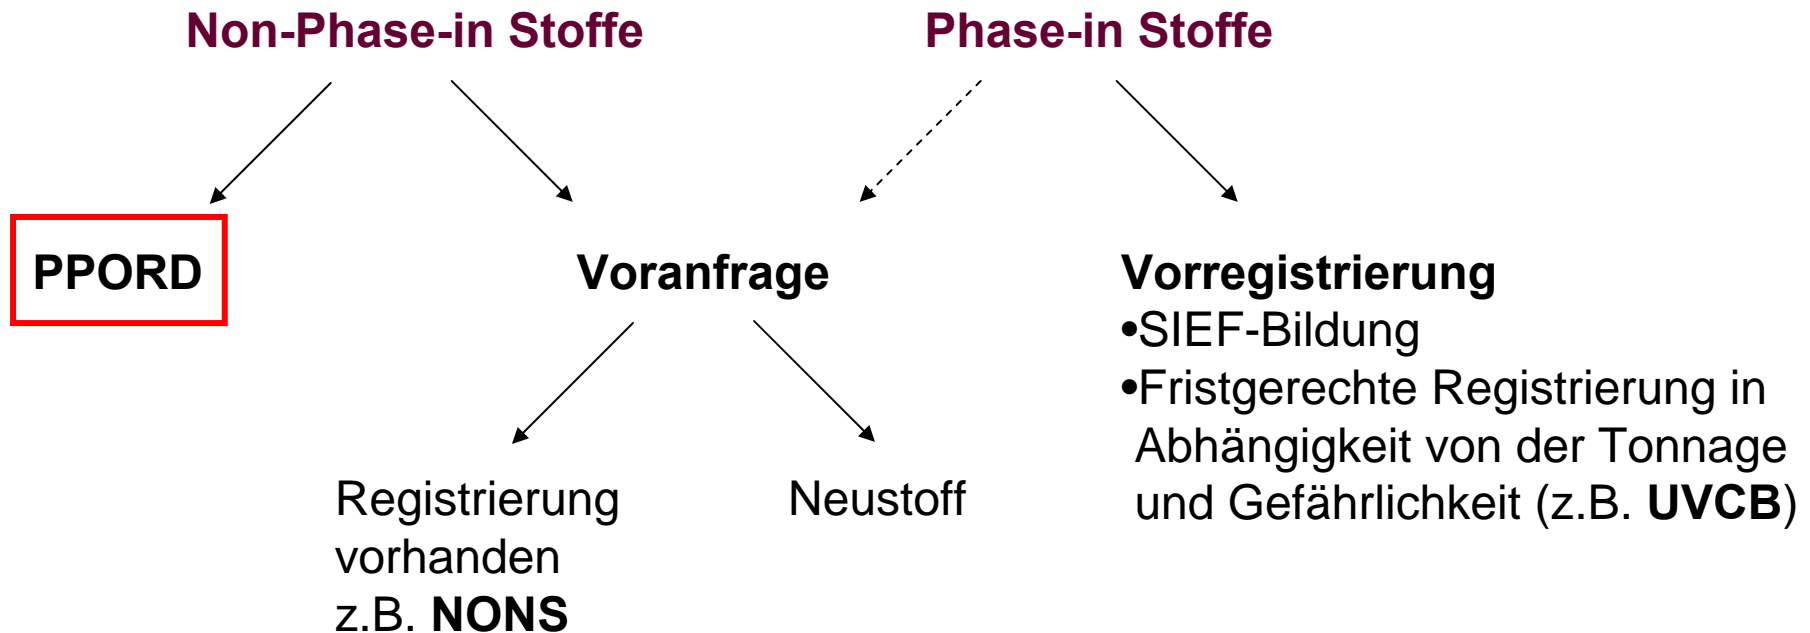 Non-Phase-in Stoffe
Phase-in Stoffe
PPORD
Voranfrage
Vorregistrierung
•SIEF-Bildung
•Fristgerechte Registrierung in
Abhängigkeit von der Tonnage
und Gefährlichkeit (z.B. UVCB)
Registrierung
vorhanden
z.B. NONS
Neustoff